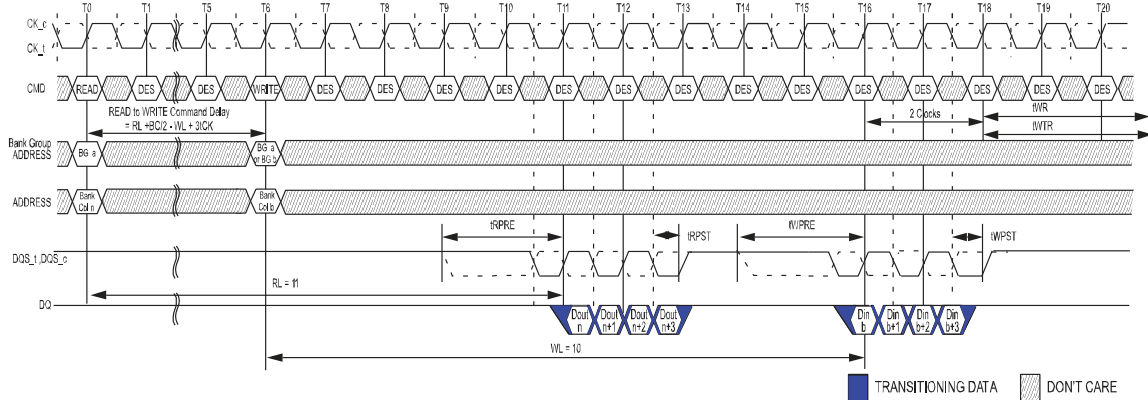 T0 T1 T5 T6 T7 T8 T9 T10 T11 T12 T13 T14 T15 T16 T17 T18 T19 T20
CK_c
CK_t
CMD READ DES DES WRITE DES DES DES DES DES DES DES DES DES DES DES DES DES DES
READ to WRITE Command Delay
= RL +BC/2 - WL + 3tCK
2 Clocks
tWR
tWTR
Bank Group
ADDRESS
BG a
BG a
or BG b
ADDRESS
Bank
Col n
Bank
Col b
tRPRE tRPST tWPRE tWPST
DQS_t,DQS_c
RL = 11
DQ
Dout
n
Dout
n+1
Dout
n+2
Dout
n+3
Din
b
Din
b+1
Din
b+2
Din
b+3
WL = 10
TRANSITIONING DATA DON'T CARE